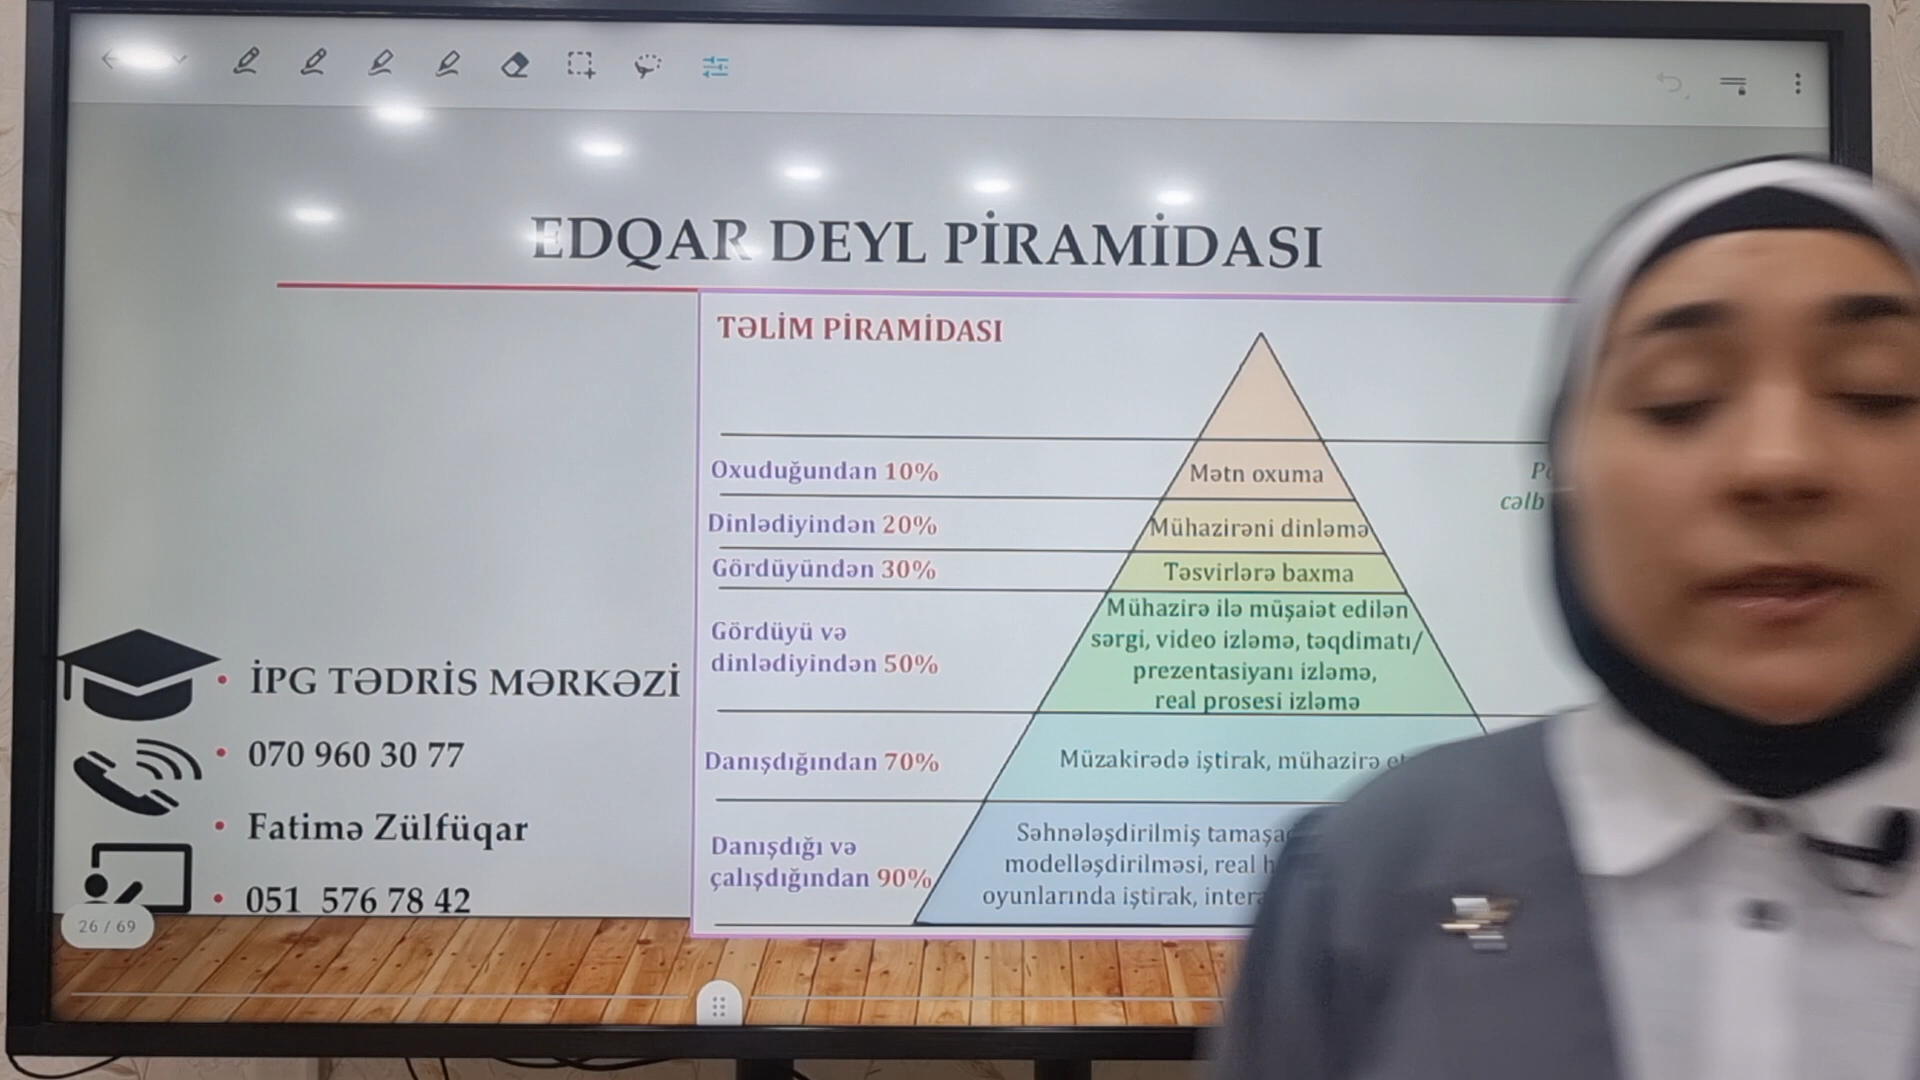 EDQAR DEYL PİRAMİDASI
TƏLİM PİRAMİDASI
Oxuduğundan 10%
Mətn oxuma
Dinlədiyindən 20%
Mühazirəni dinləmə
Gördüyündən 30%
Təsvirlərə baxma
Gördüyü və
dinlədiyindən 50%
Mühazirə ilə müşaiət edilən
sərgi, video izləmə, təqdimatı/
prezentasiyanı izləmə,
real prosesi izləmə
Danışdığından 70%
Müzakirədə iştirak, mühazirə
Danışdığı və
çalışdığından 90%
Səhnələşdirilmiş
modelləşdirilməsi, real
oyunlarında iştirak,
cəlb
İPG TƏDRİS MƏRKƏZİ
070 960 30 77
Fatimə Zülfüqar
051 576 78 42
26 / 69